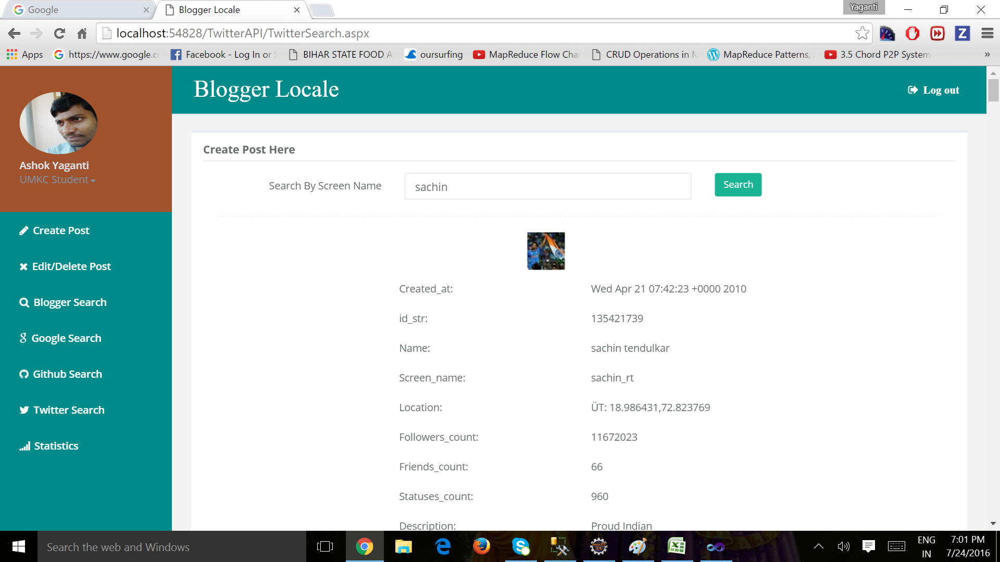 Google
Blogger Locale
Yaganti
localhost:54828/TwitterAPI/TwitterSearch.aspx
Apps
https://www.google.c
Facebook - Log In or
BIHAR STATE FOOD A
oursurfing
MapReduce Flow Cha
CRUD Operations in
MapReduce Patterns,
3.5 Chord P2P System
Blogger Locale
Log out
Ashok Yaganti
UMKC Student
Create Post
Edit/Delete Post
Blogger Search
Google Search
Github Search
Twitter Search
Statistics
Create Post Here
Search By Screen Name
sachin
Search
Created_at: Wed Apr 21 07:42:23 +0000 2010
id_str: 135421739
Name: sachin tendulkar
Screen_name: sachin_rt
Location: ÜT: 18.986431,72.823769
Followers_count: 11672023
Friends_count: 66
Statuses_count: 960
Description: Proud Indian
Search the web and Windows
ENG
IN
7:01 PM
7/24/2016